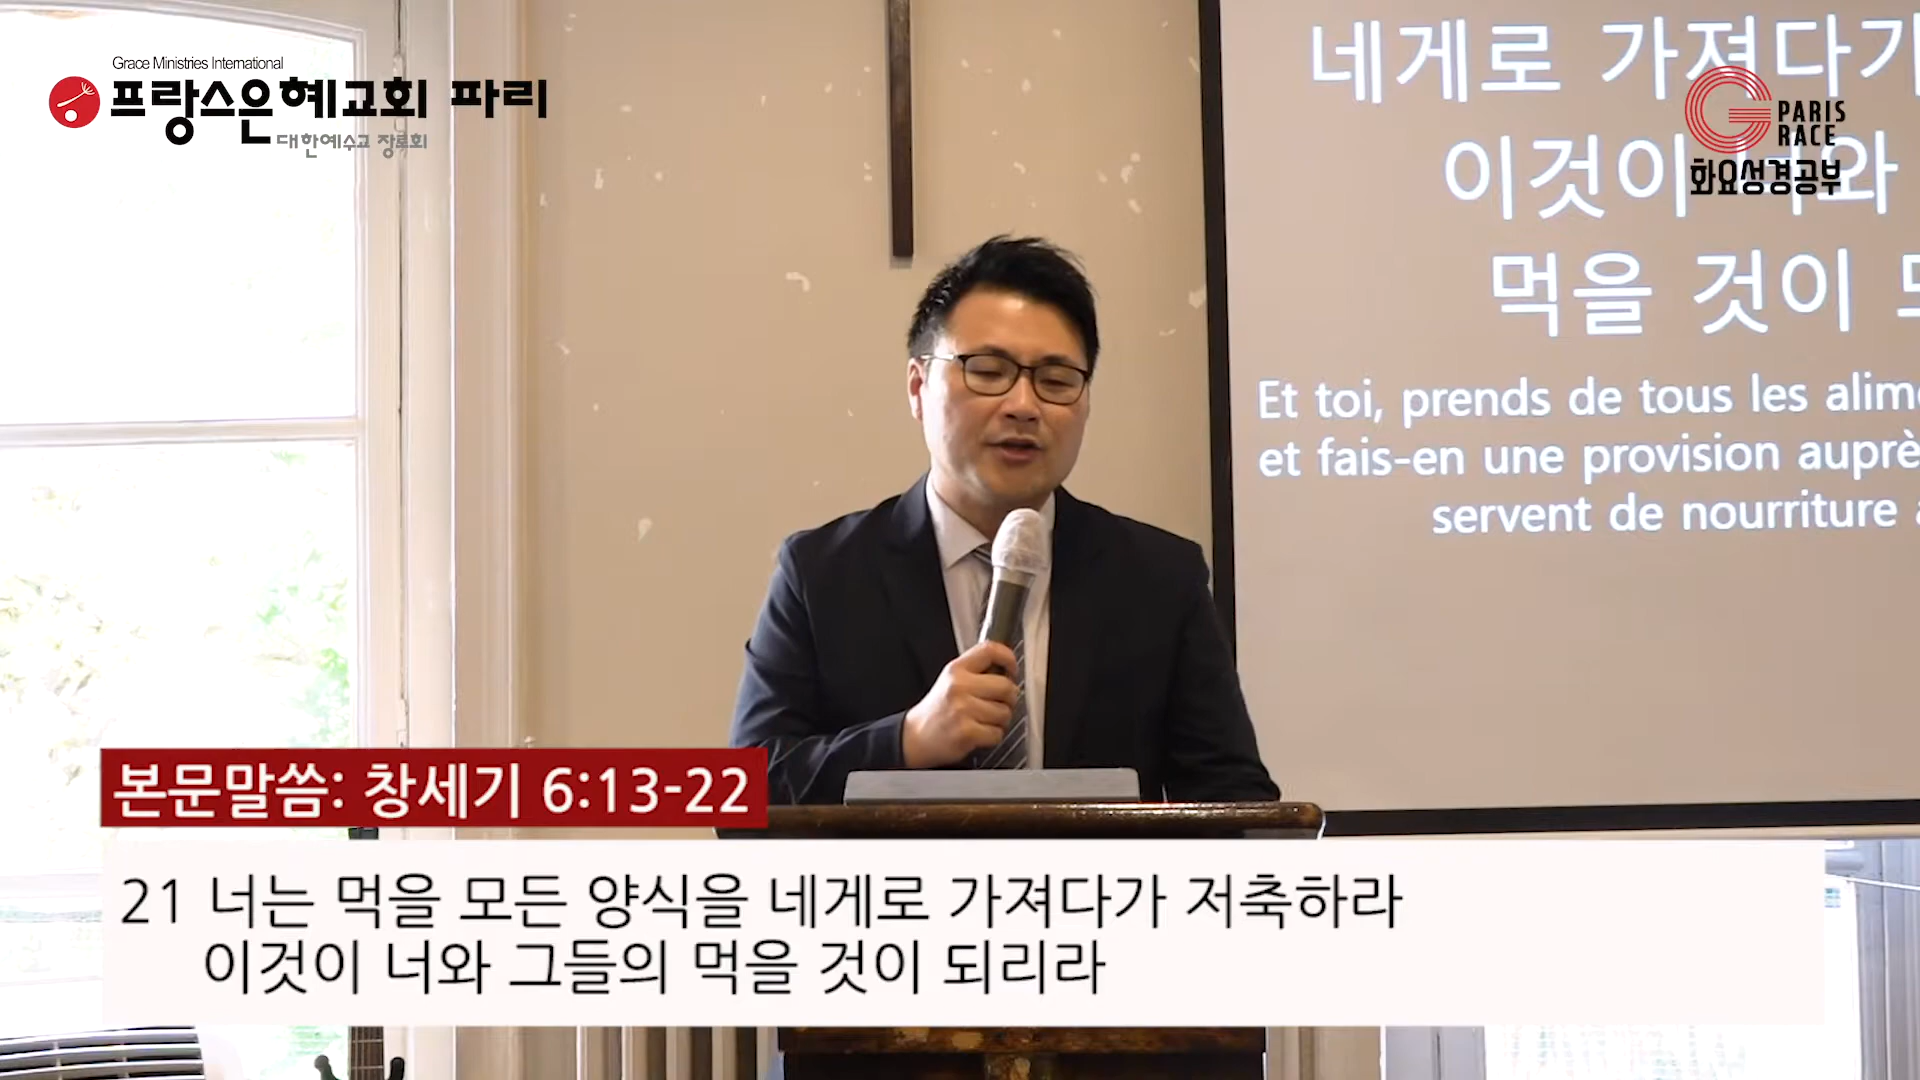 Grace Ministries International
프랑스은혜교회 파리
대한예수교 장로회
네게로 가져다가
이것이 너와
먹을 것이
Et toi, prends de tous les
et fais-en une provision
servent de nourriture
PARIS
RACE
화요성경공부
본문말씀: 창세기 6:13-22
21 너는 먹을 모든 양식을 네게로 가져다가 저축하라
이것이 너와 그들의 먹을 것이 되리라